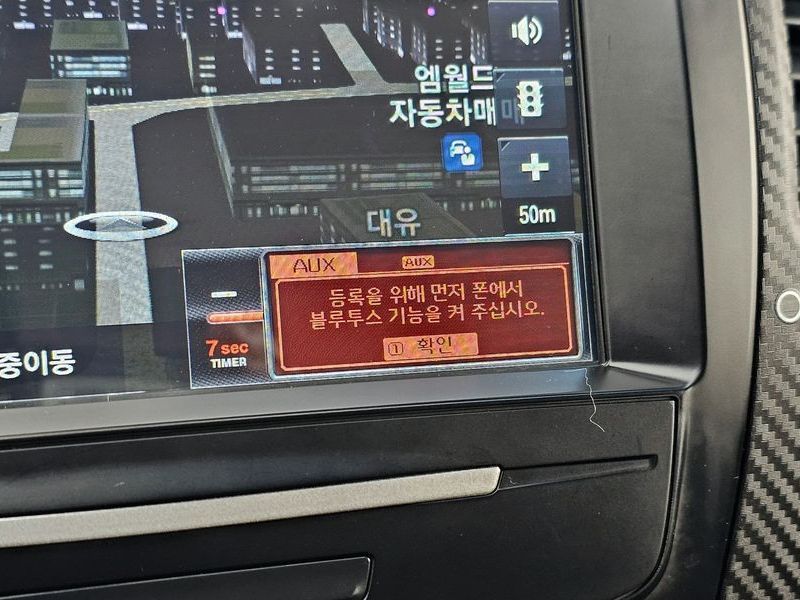 엠월드
자동차매매
50m
대유
AUX
AUX
등록을 위해 먼저 폰에서
블루투스 기능을 켜 주십시오.
1 확인
7 sec
TIMER
중이동